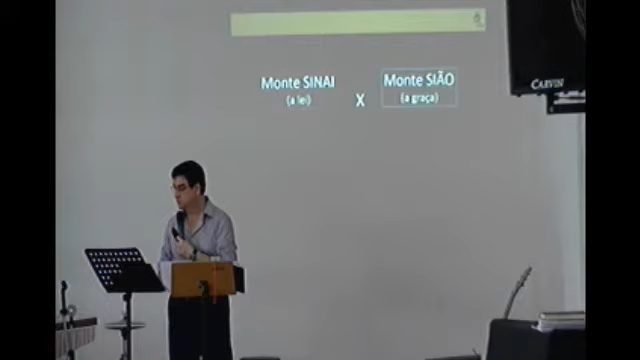 Monte SINAI
(a lei)
X
Monte SIÃO
(a graça)
CARVIN